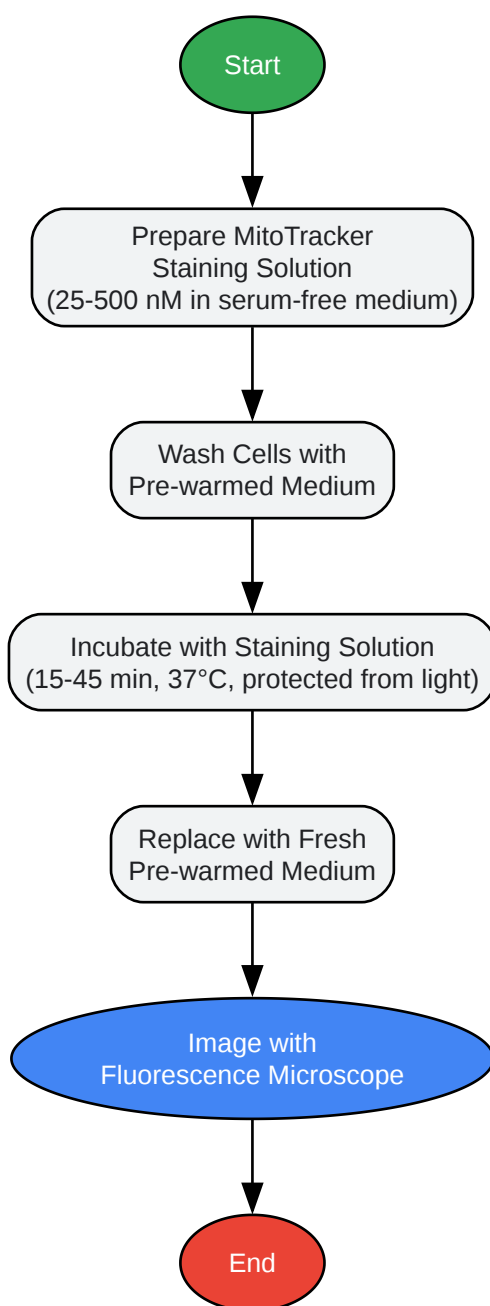 Start
Prepare MitoTracker
Staining Solution
(25-500 nM in serum-free medium)
Wash Cells with
Pre-warmed Medium
Incubate with Staining Solution
(15-45 min, 37°C, protected from light)
Replace with Fresh
Pre-warmed Medium
Image with
Fluorescence Microscope
End